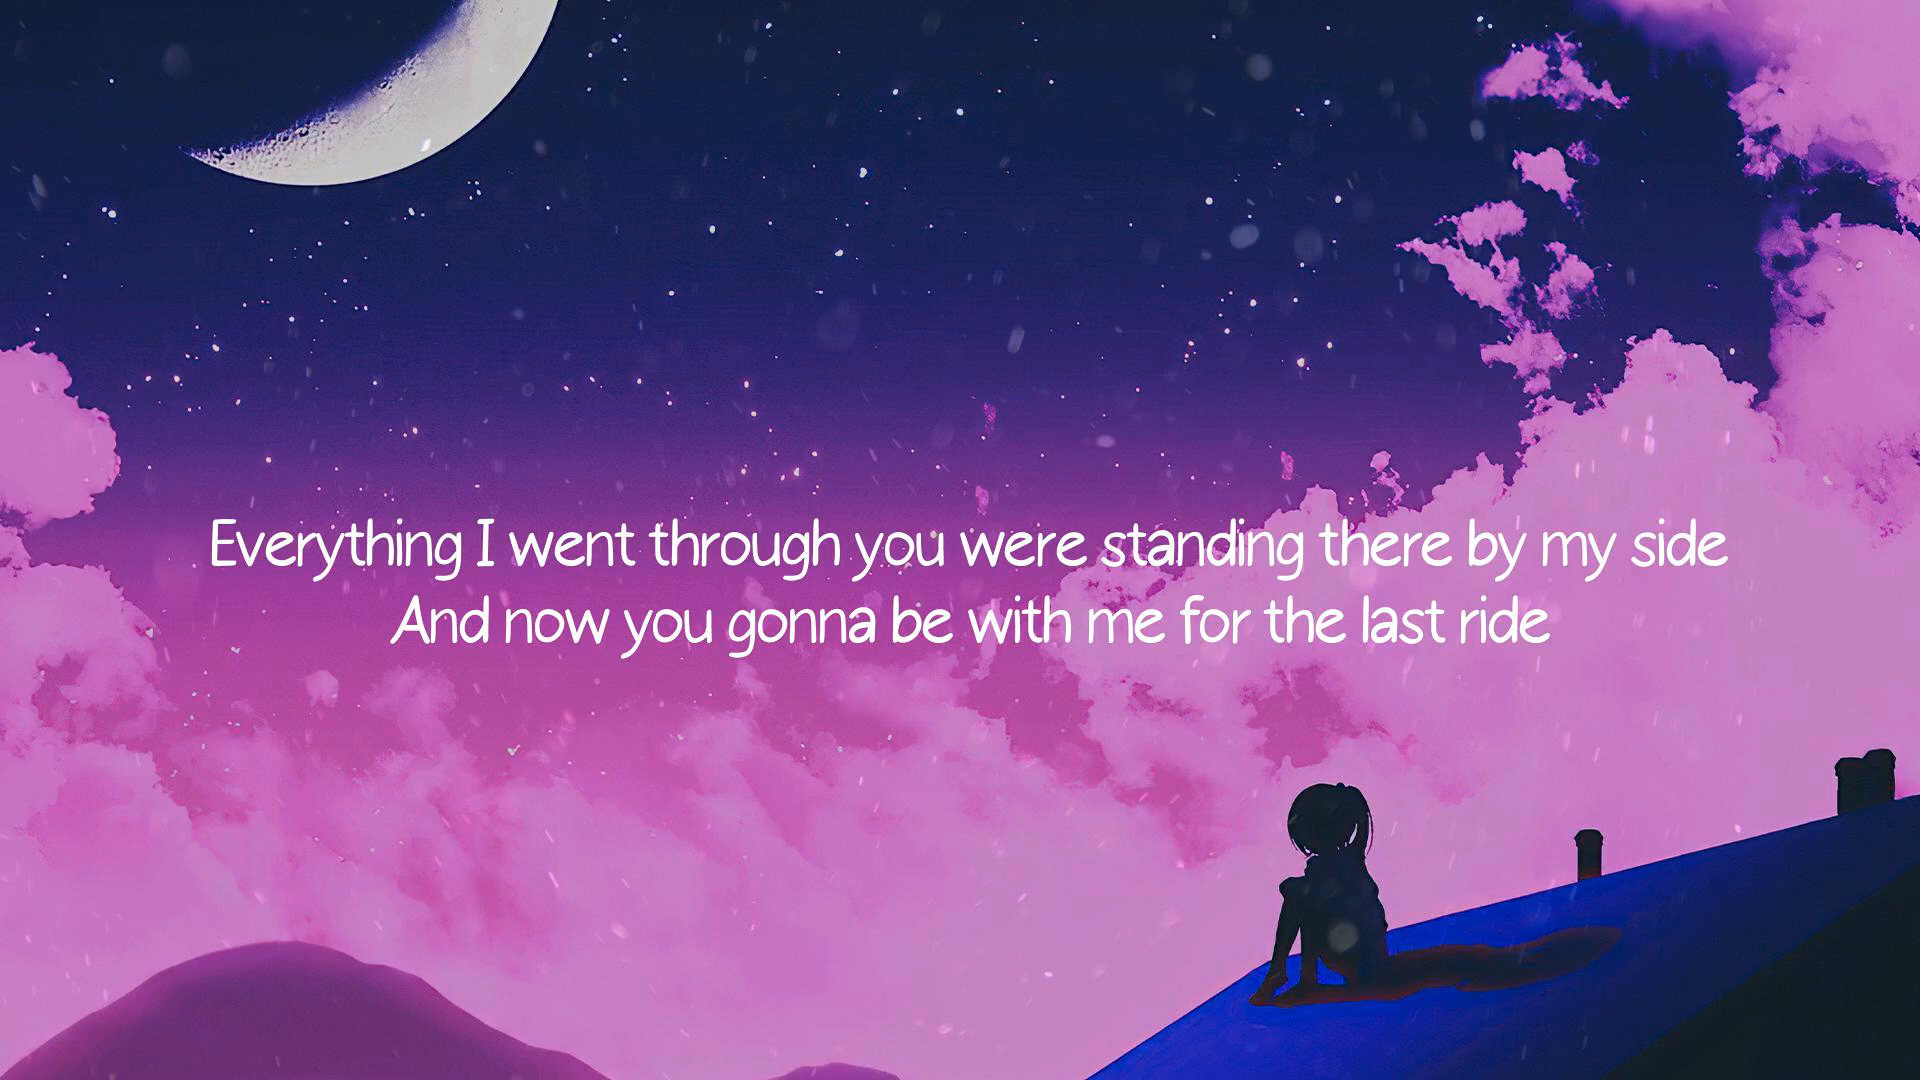 Everything I went through you were standing there by my side
And now you gonna be with me for the last ride